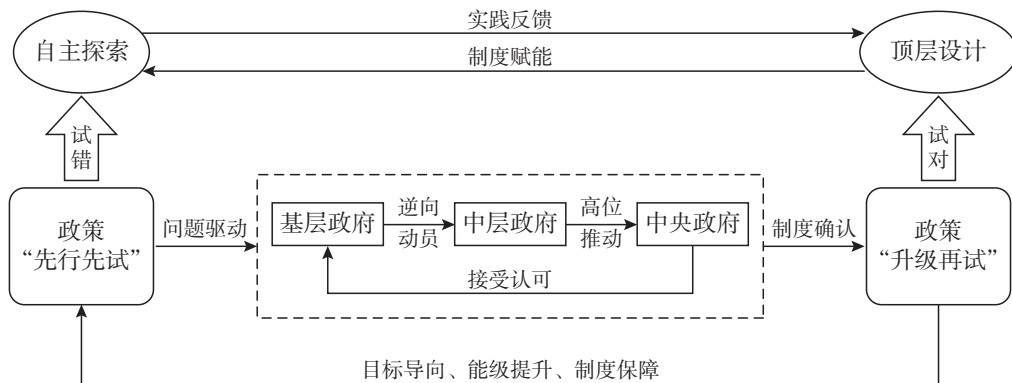 实践反馈
自主探索
顶层设计
制度赋能
试
错
试
对
政策
“先行先试”
问题驱动
基层政府
逆向
动员
中层政府
高位
推动
中央政府
接受认可
制度确认
政策
“升级再试”
目标导向、能级提升、制度保障